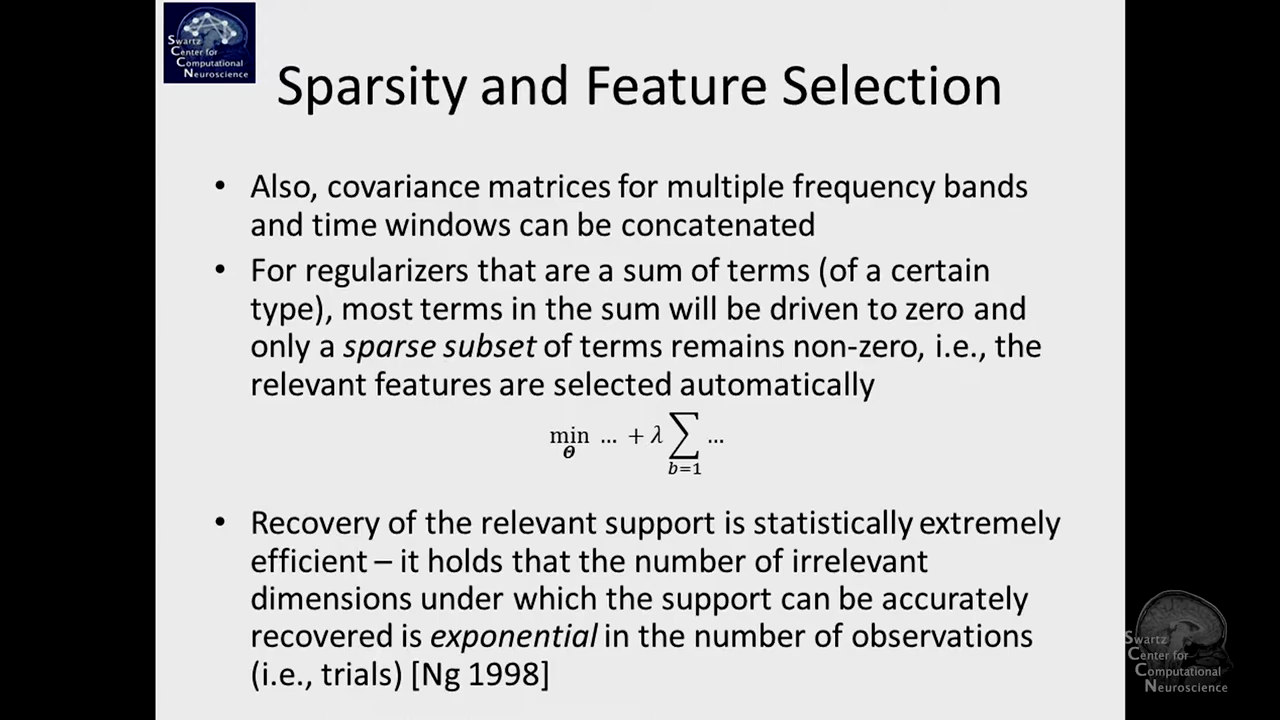 Swartz
Center for
Computational
Neuroscience
Sparsity and Feature Selection
• Also, covariance matrices for multiple frequency bands
and time windows can be concatenated
• For regularizers that are a sum of terms (of a certain
type), most terms in the sum will be driven to zero and
only a sparse subset of terms remains non-zero, i.e., the
relevant features are selected automatically
min_Θ … + λ ∑_{b=1} …
• Recovery of the relevant support is statistically extremely
efficient – it holds that the number of irrelevant
dimensions under which the support can be accurately
recovered is exponential in the number of observations
(i.e., trials) [Ng 1998]
Swartz
Center for
Computational
Neuroscience